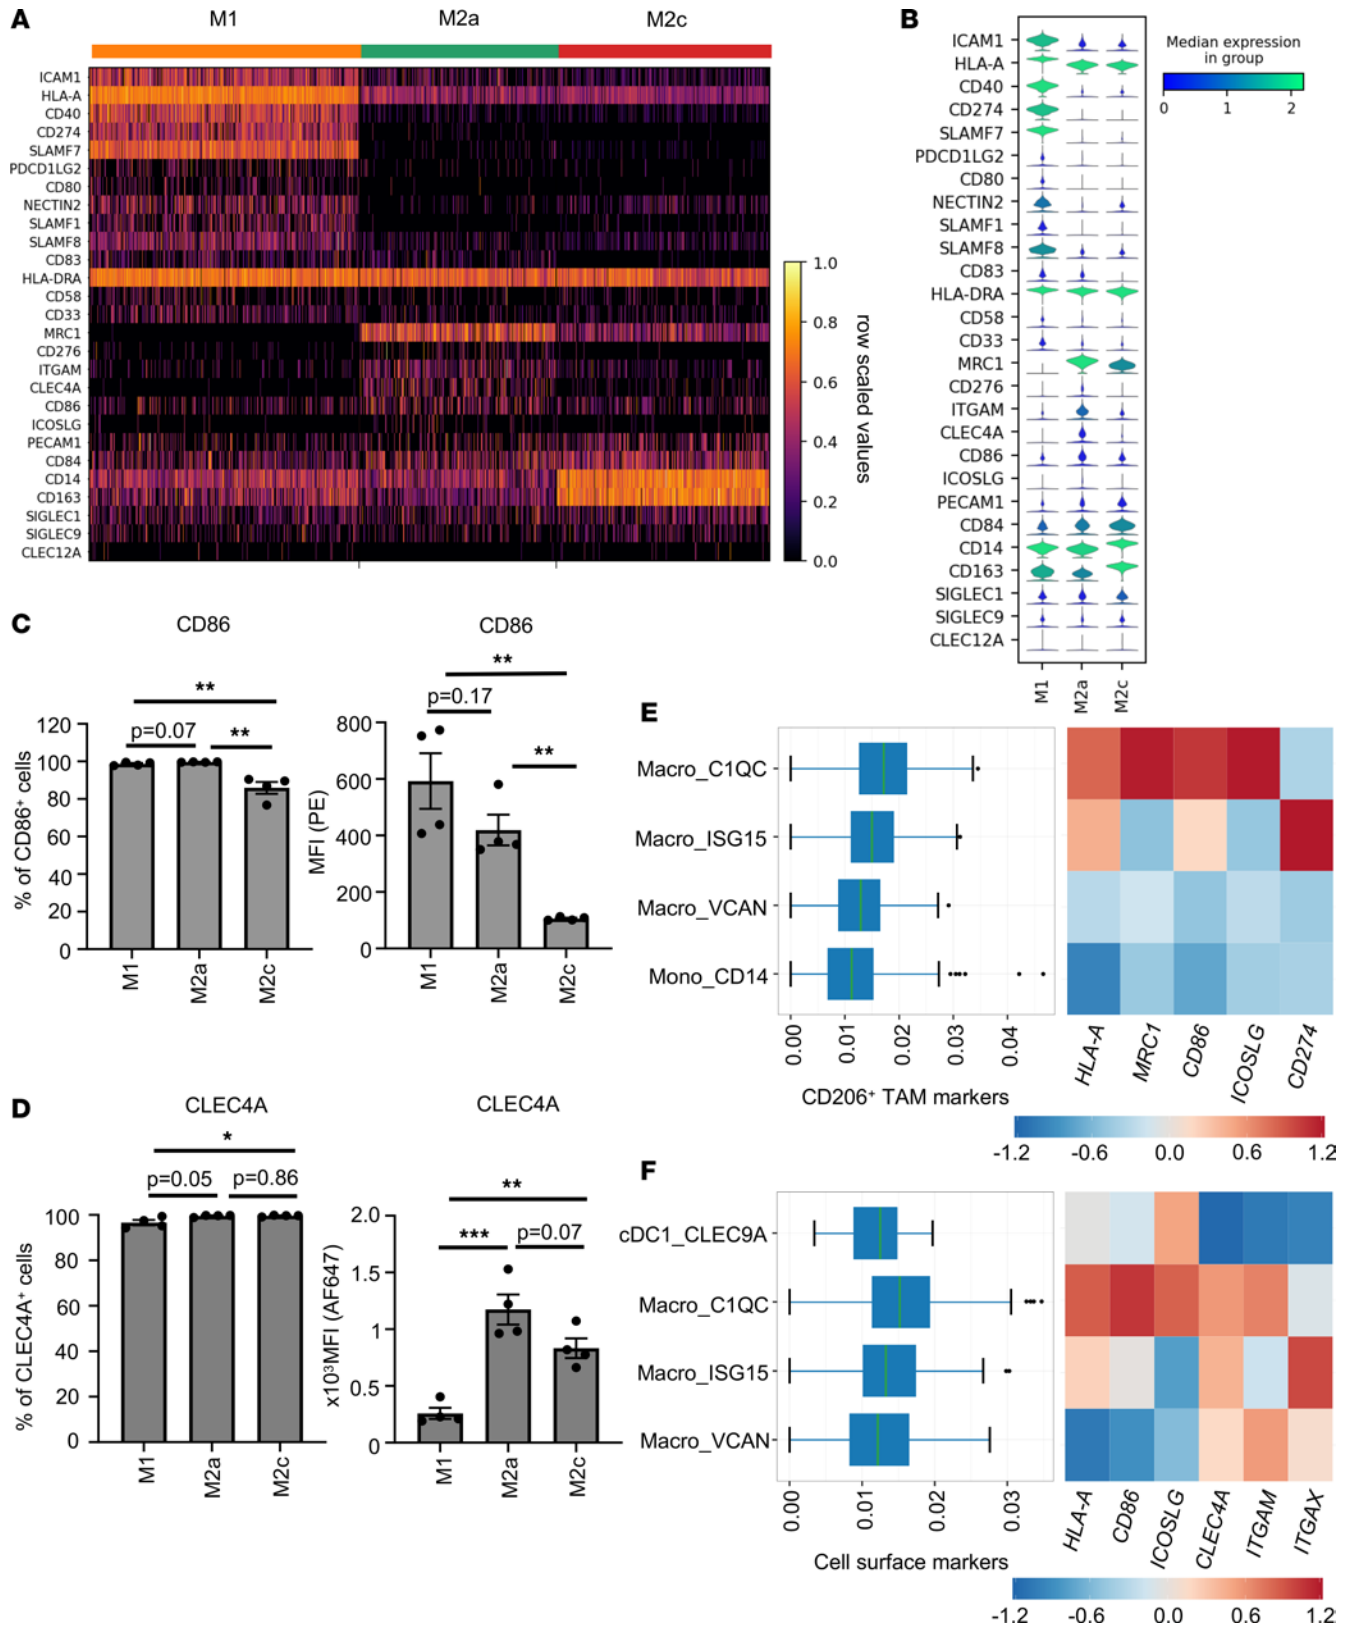 A
M1
M2a
M2c
ICAM1
HLA-A
CD40
CD274
SLAMF7
PDCD1LG2
CD80
NECTIN2
SLAMF1
SLAMF8
CD83
HLA-DRA
CD58
CD33
MRC1
CD276
ITGAM
CLEC4A
CD86
ICOSLG
PECAM1
CD84
CD14
CD163
SIGLEC1
SIGLEC9
CLEC12A
1.0
0.8
0.6
0.4
0.2
0.0
row scaled values
B
ICAM1
HLA-A
CD40
CD274
SLAMF7
PDCD1LG2
CD80
NECTIN2
SLAMF1
SLAMF8
CD83
HLA-DRA
CD58
CD33
MRC1
CD276
ITGAM
CLEC4A
CD86
ICOSLG
PECAM1
CD84
CD14
CD163
SIGLEC1
SIGLEC9
CLEC12A
M1
M2a
M2c
Median expression
in group
0 1 2
C
CD86
**
p=0.07
**
120
100
80
60
40
20
0
% of CD86+ cells
M1
M2a
M2c
CD86
**
p=0.17
**
800
600
400
200
0
MFI (PE)
M1
M2a
M2c
D
CLEC4A
*
p=0.05
p=0.86
100
80
60
40
20
0
% of CLEC4A+ cells
M1
M2a
M2c
CLEC4A
**
***
p=0.07
2.0
1.5
1
0.5
0
x10³MFI (AF647)
M1
M2a
M2c
E
Macro_C1QC
Macro_ISG15
Macro_VCAN
Mono_CD14
0.00
0.01
0.02
0.03
0.04
CD206+ TAM markers
HLA-A
MRC1
CD86
ICOSLG
CD274
-1.2 -0.6 0.0 0.6 1.2
F
cDC1_CLEC9A
Macro_C1QC
Macro_ISG15
Macro_VCAN
0.00
0.01
0.02
0.03
Cell surface markers
HLA-A
CD86
ICOSLG
CLEC4A
ITGAM
ITGAX
-1.2 -0.6 0.0 0.6 1.2